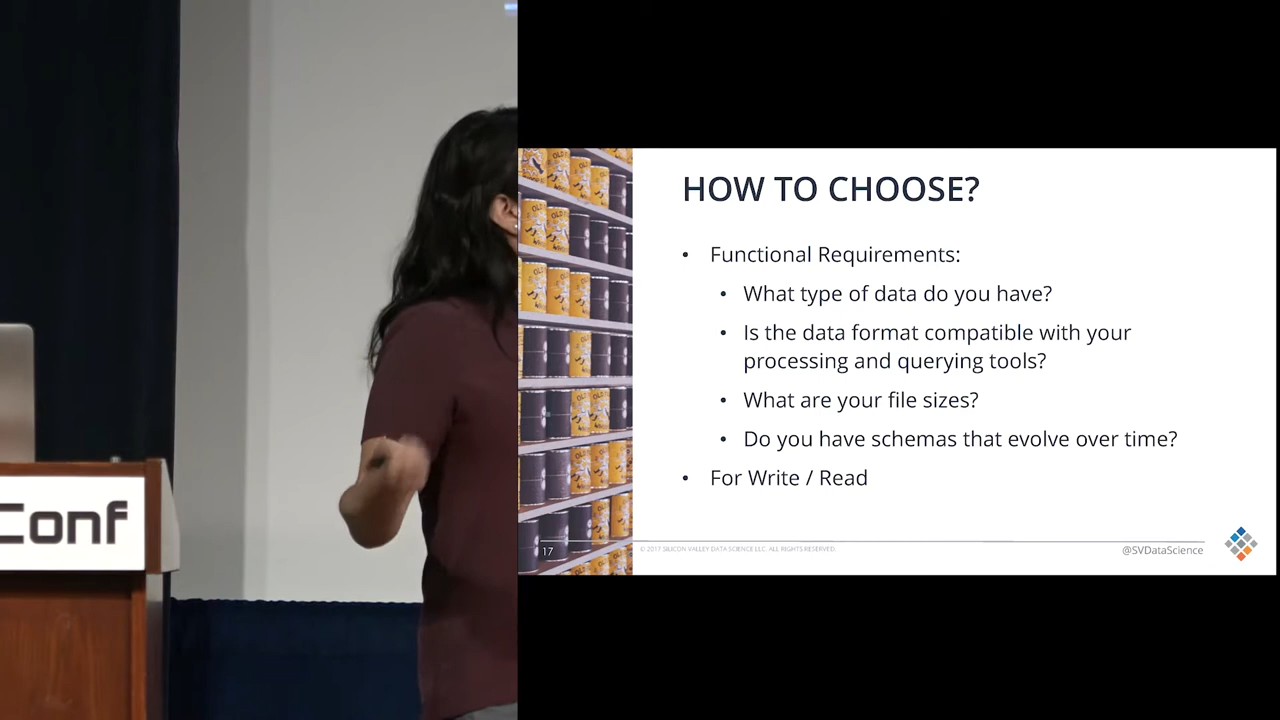 Conf
HOW TO CHOOSE?
• Functional Requirements:
• What type of data do you have?
• Is the data format compatible with your
processing and querying tools?
• What are your file sizes?
• Do you have schemas that evolve over time?
• For Write / Read
17
© 2017 SILICON VALLEY DATA SCIENCE LLC. ALL RIGHTS RESERVED.
@SVDataScience